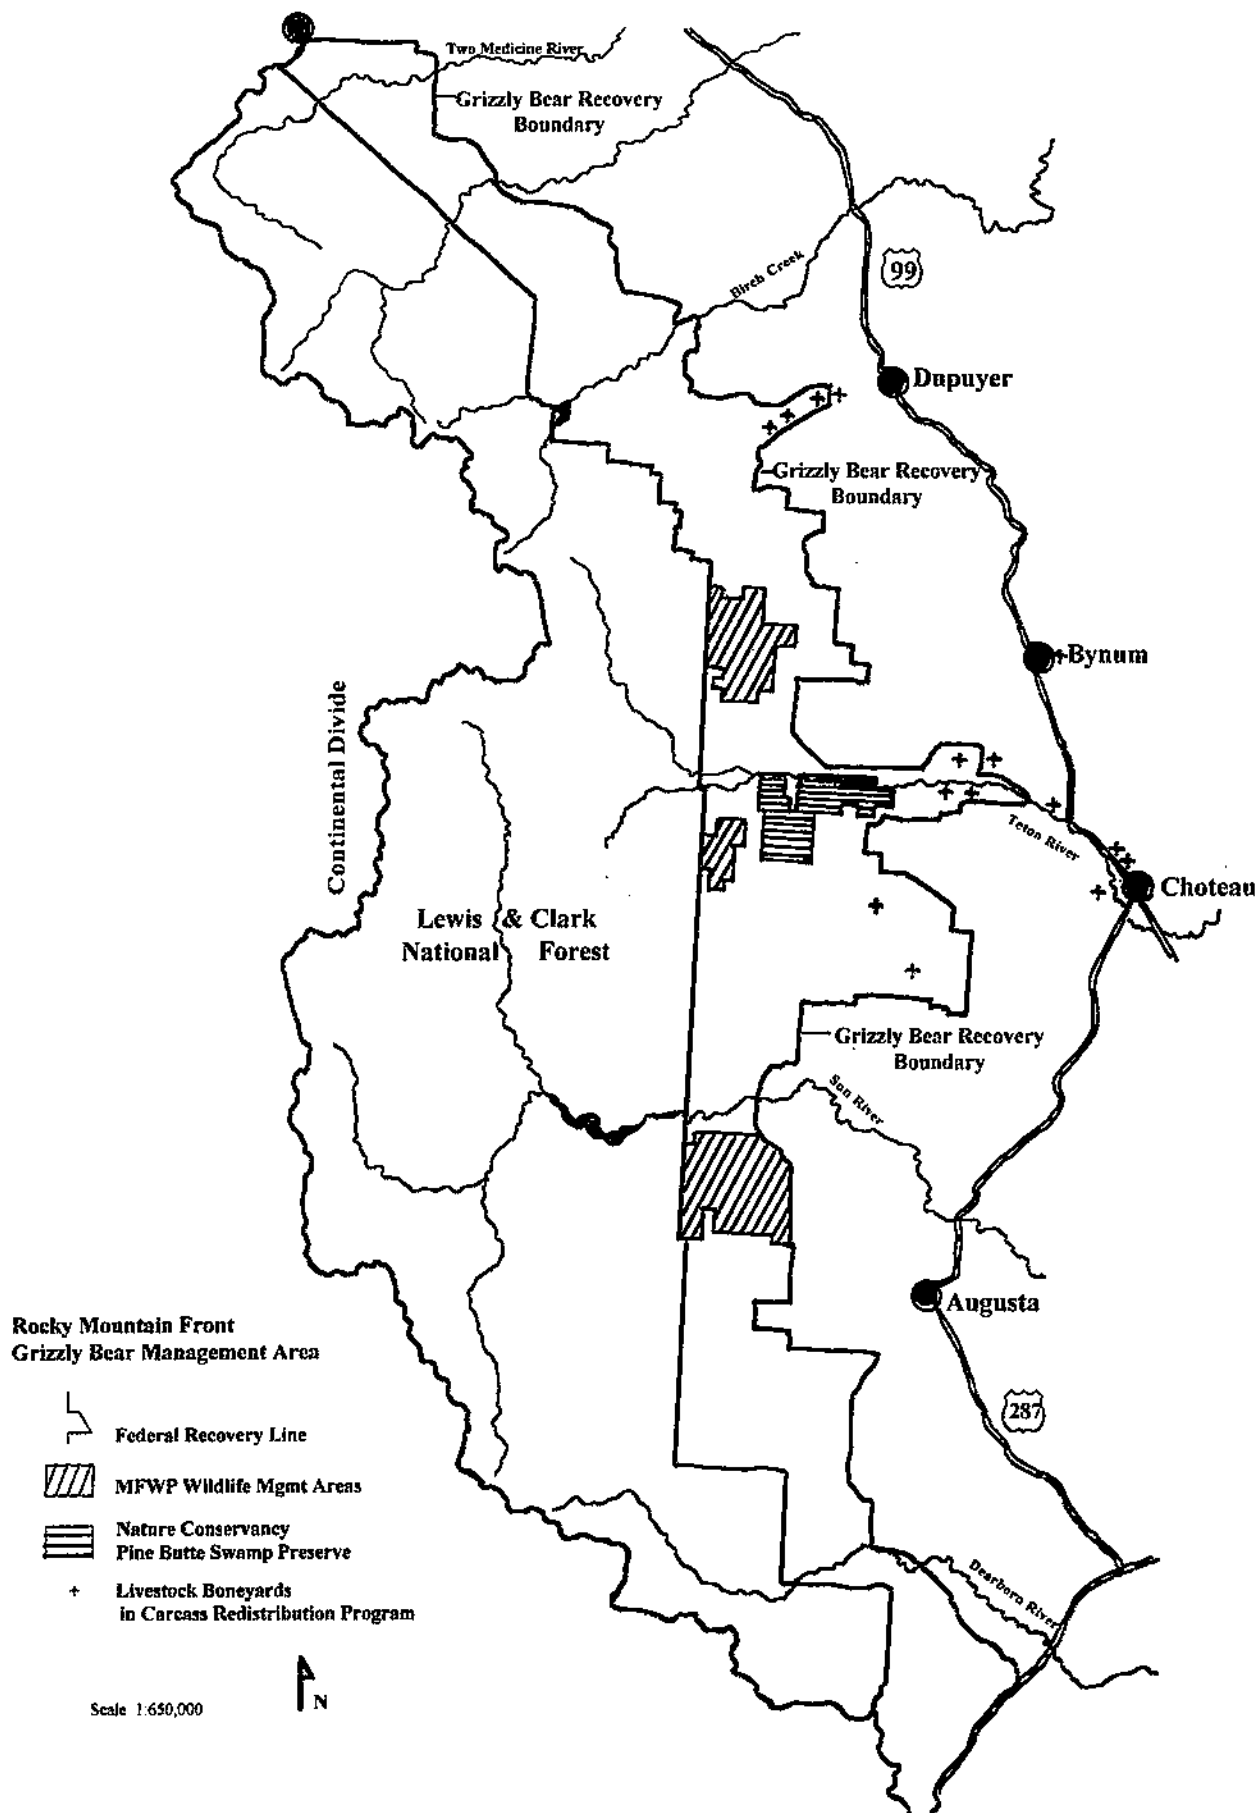 Two Medicine River
Grizzly Bear Recovery
Boundary
Birch Creek
99
Dupuyer
Grizzly Bear Recovery
Boundary
Bynum
Continental Divide
Teton River
Choteau
Lewis & Clark
National Forest
Grizzly Bear Recovery
Boundary
Sun River
Augusta
Rocky Mountain Front
Grizzly Bear Management Area
287
Federal Recovery Line
MFWP Wildlife Mgmt Areas
Nature Conservancy
Pine Butte Swamp Preserve
Livestock Boneyards
in Carcass Redistribution Program
Dearborn River
N
Scale 1:650,000